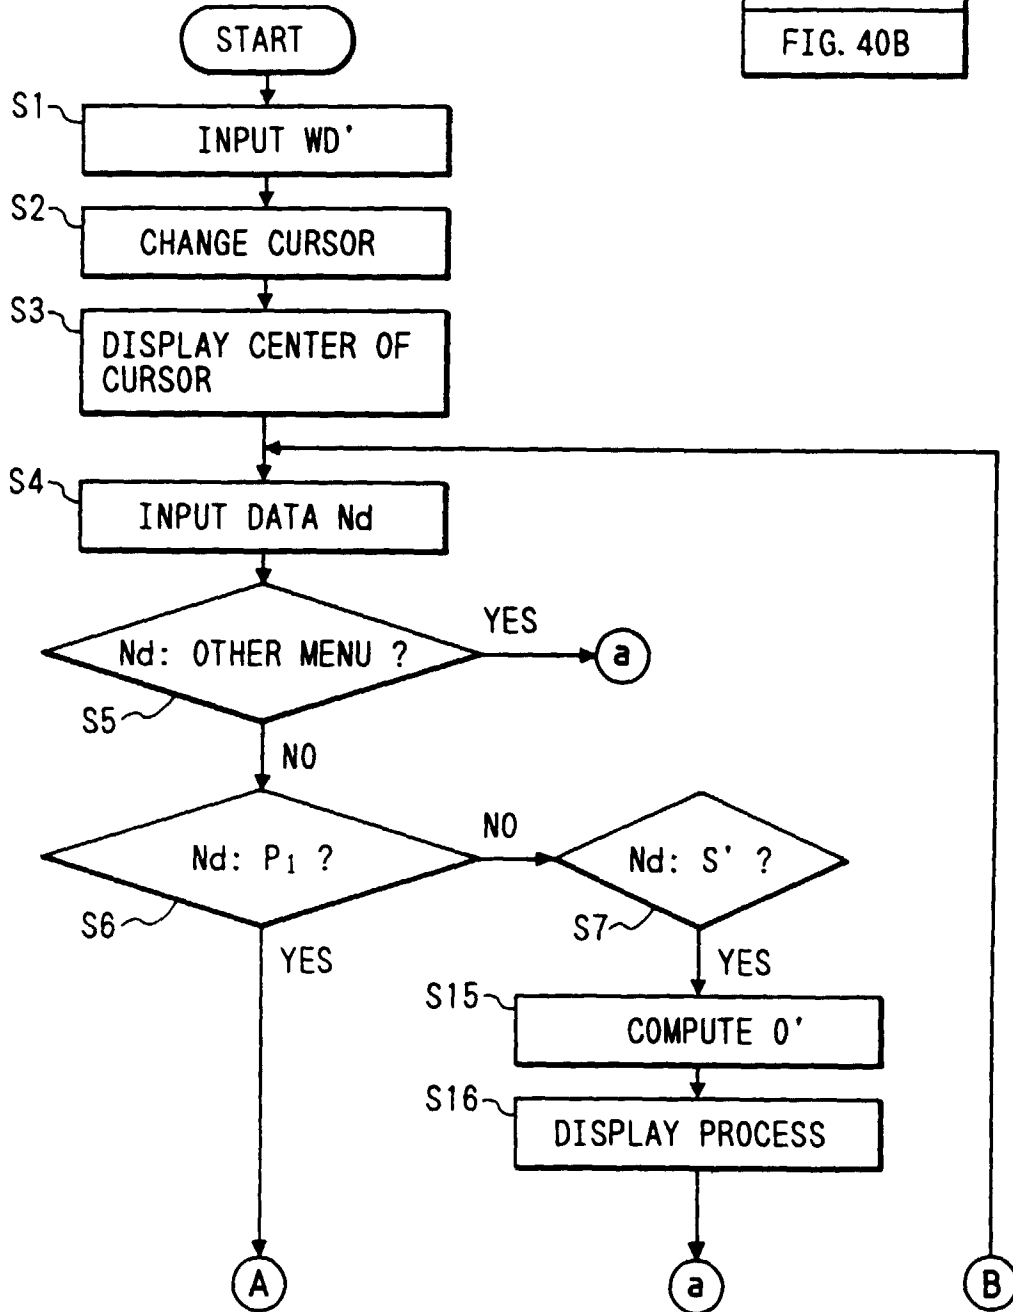 START
FIG. 40B
S1
INPUT WD'
S2
CHANGE CURSOR
S3
DISPLAY CENTER OF
CURSOR
S4
INPUT DATA Nd
YES
Nd: OTHER MENU ?
a
S5
NO
NO
Nd: P₁ ?
Nd: S' ?
S6
S7
YES
YES
S15
COMPUTE O'
S16
DISPLAY PROCESS
A
a
B